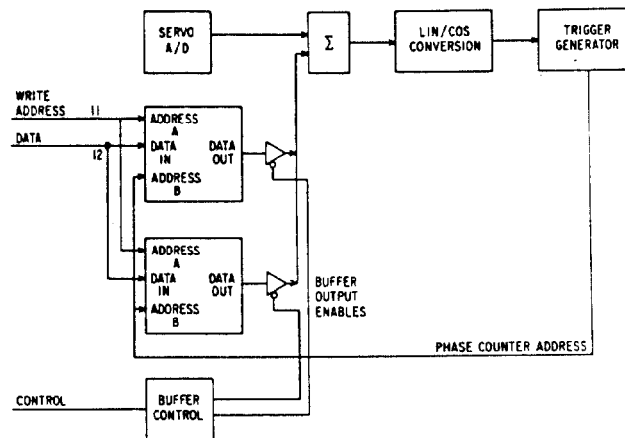 SERVO
A/D
Σ
LIN/COS
CONVERSION
TRIGGER
GENERATOR
WRITE
ADDRESS 11
DATA
12
ADDRESS
A
DATA
IN
DATA
OUT
ADDRESS
B
ADDRESS
A
DATA
IN
DATA
OUT
ADDRESS
B
BUFFER
OUTPUT
ENABLES
PHASE COUNTER ADDRESS
CONTROL
BUFFER
CONTROL